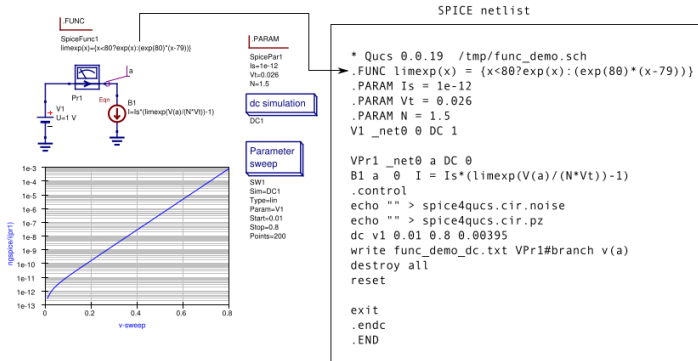 SPICE netlist
.FUNC
SpiceFunc1
limexp(x)={x<80?exp(x):(exp(80)*(x-79))}
.PARAM
SpicePar1
Is=1e-12
Vt=0.026
N=1.5
a
Pr1
Eqn
B1
I=Is*(limexp(V(a)/(N*Vt))-1)
V1
U=1 V
dc simulation
DC1
Parameter
sweep
SW1
Sim=DC1
Type=lin
Param=V1
Start=0.01
Stop=0.8
Points=200
ngspice/i(pr1)
1e-3
1e-4
1e-5
1e-6
1e-7
1e-8
1e-9
1e-10
1e-11
1e-12
1e-13
0
0.2
0.4
0.6
0.8
v-sweep
* Qucs 0.0.19 /tmp/func_demo.sch
.FUNC limexp(x) = {x<80?exp(x):(exp(80)*(x-79))}
.PARAM Is = 1e-12
.PARAM Vt = 0.026
.PARAM N = 1.5
V1 _net0 0 DC 1
VPr1 _net0 a DC 0
B1 a 0 I = Is*(limexp(V(a)/(N*Vt))-1)
.control
echo "" > spice4qucs.cir.noise
echo "" > spice4qucs.cir.pz
dc v1 0.01 0.8 0.00395
write func_demo_dc.txt VPr1#branch v(a)
destroy all
reset
exit
.endc
.END